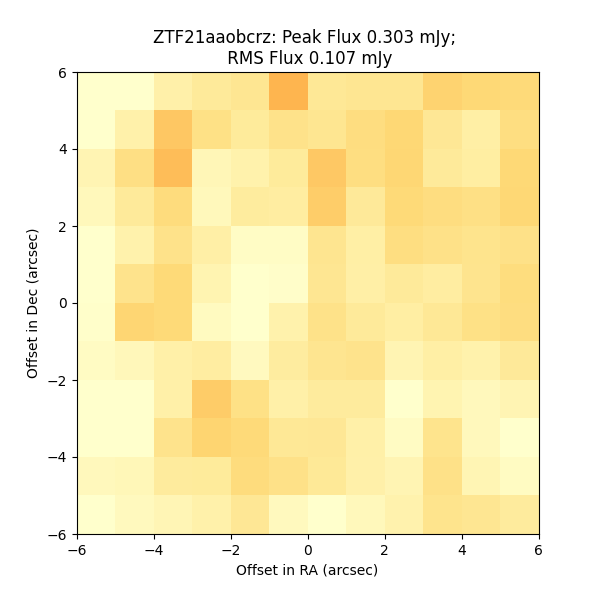 ZTF21aaobcrz: Peak Flux 0.303 mJy;
RMS Flux 0.107 mJy
6
4
2
0
−2
−4
−6
Offset in Dec (arcsec)
−6 −4 −2 0 2 4 6
Offset in RA (arcsec)